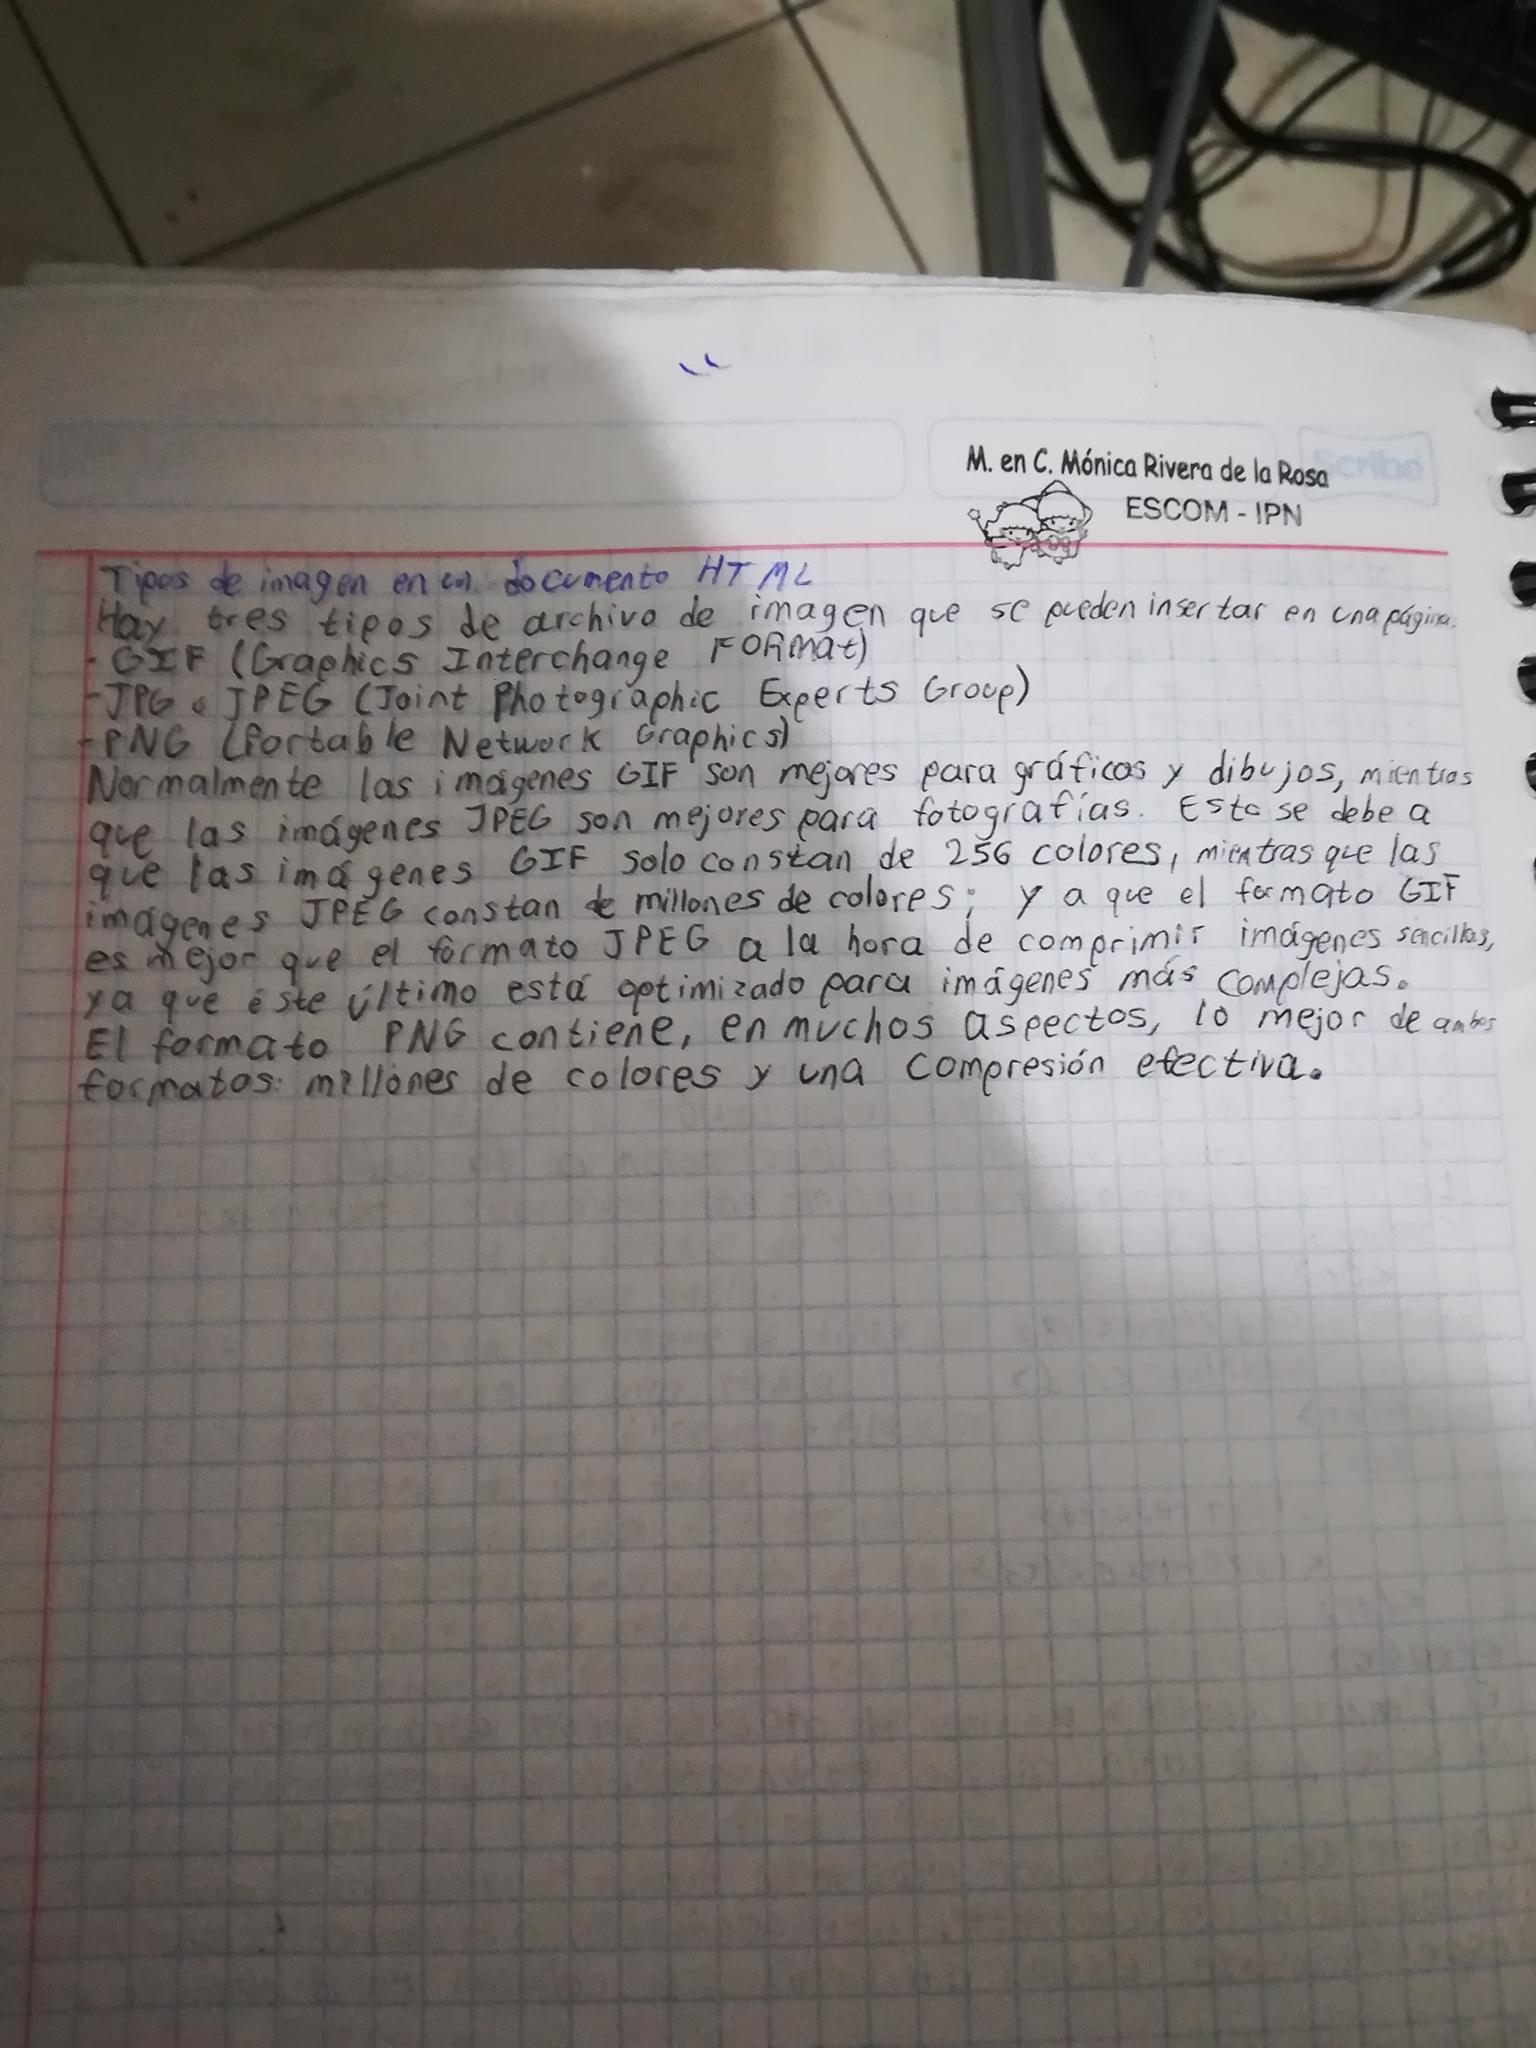 Scribe
M. en C. Mónica Rivera de la Rosa
ESCOM - IPN
Tipos de imagen en un documento HTML
Hay tres tipos de archivo de imagen que se pueden insertar en una página:
- GIF (Graphics Interchange FORMat)
- JPG o JPEG (Joint Photographic Experts Group)
- PNG (Portable Network Graphics)
Normalmente las imágenes GIF son mejores para gráficos y dibujos, mientras
que las imágenes JPEG son mejores para fotografías. Esto se debe a
que las imágenes GIF solo constan de 256 colores, mientras que las
imágenes JPEG constan de millones de colores; y a que el formato GIF
es mejor que el formato JPEG a la hora de comprimir imágenes sencillas,
ya que éste último está optimizado para imágenes más complejas.
El formato PNG contiene, en muchos aspectos, lo mejor de ambos
formatos: millones de colores y una compresión efectiva.